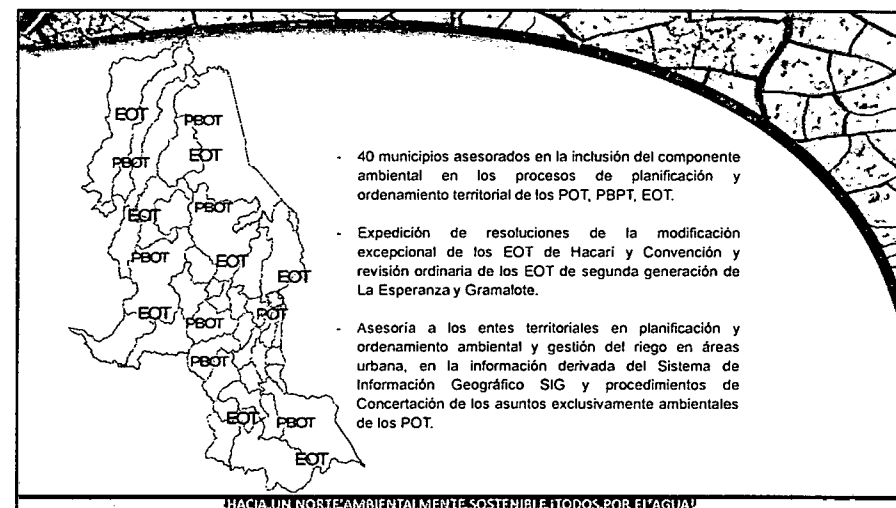 EOT
PBOT
PBOT
EOT
EOT
PBOT
PBOT
EOT
EOT
EOT
PBOT
POT
PBOT
EOT
PBOT
EOT
- 40 municipios asesorados en la inclusión del componente
ambiental en los procesos de planificación y
ordenamiento territorial de los POT, PBPT, EOT.
- Expedición de resoluciones de la modificación
excepcional de los EOT de Hacarí y Convención y
revisión ordinaria de los EOT de segunda generación de
La Esperanza y Gramalote.
- Asesoría a los entes territoriales en planificación y
ordenamiento ambiental y gestión del riego en áreas
urbana, en la información derivada del Sistema de
Información Geográfico SIG y procedimientos de
Concertación de los asuntos exclusivamente ambientales
de los POT.
¡HACIA UN NORTE AMBIENTALMENTE SOSTENIBLE ¡TODOS POR EL AGUA!